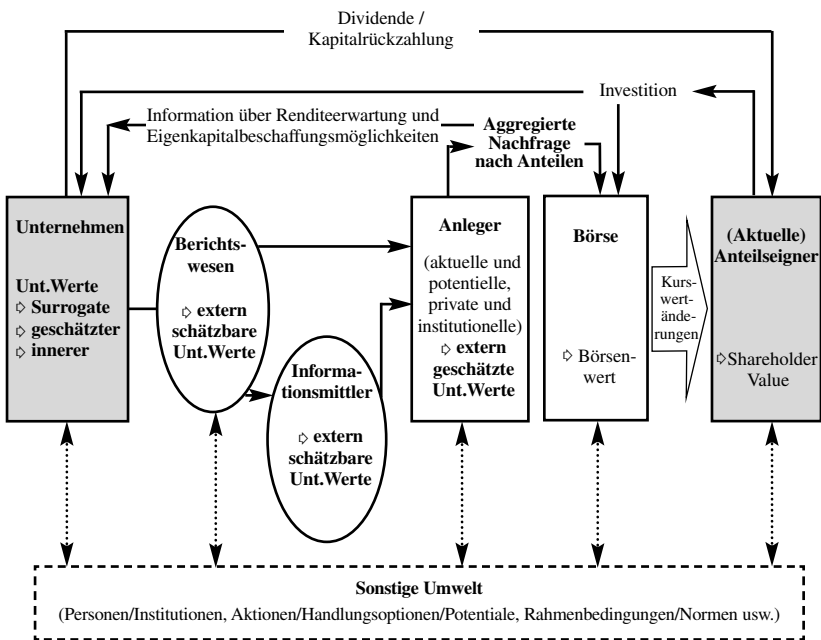 Dividende /
Kapitalrückzahlung
Investition
Information über Renditeerwartung und
Eigenkapitalbeschaffungsmöglichkeiten
Aggregierte
Nachfrage
nach Anteilen
Unternehmen
Unt.Werte
⇨ Surrogate
⇨ geschätzter
⇨ innerer
Berichts-
wesen
⇨ extern
schätzbare
Unt.Werte
Informa-
tionsmittler
⇨ extern
schätzbare
Unt.Werte
Anleger
(aktuelle und
potentielle,
private und
institutionelle)
⇨ extern
geschätzte
Unt.Werte
Börse
⇨ Börsen-
wert
Kurs-
wert-
ände-
rungen
(Aktuelle)
Anteilseigner
⇨ Shareholder
Value
Sonstige Umwelt
(Personen/Institutionen, Aktionen/Handlungsoptionen/Potentiale, Rahmenbedingungen/Normen usw.)